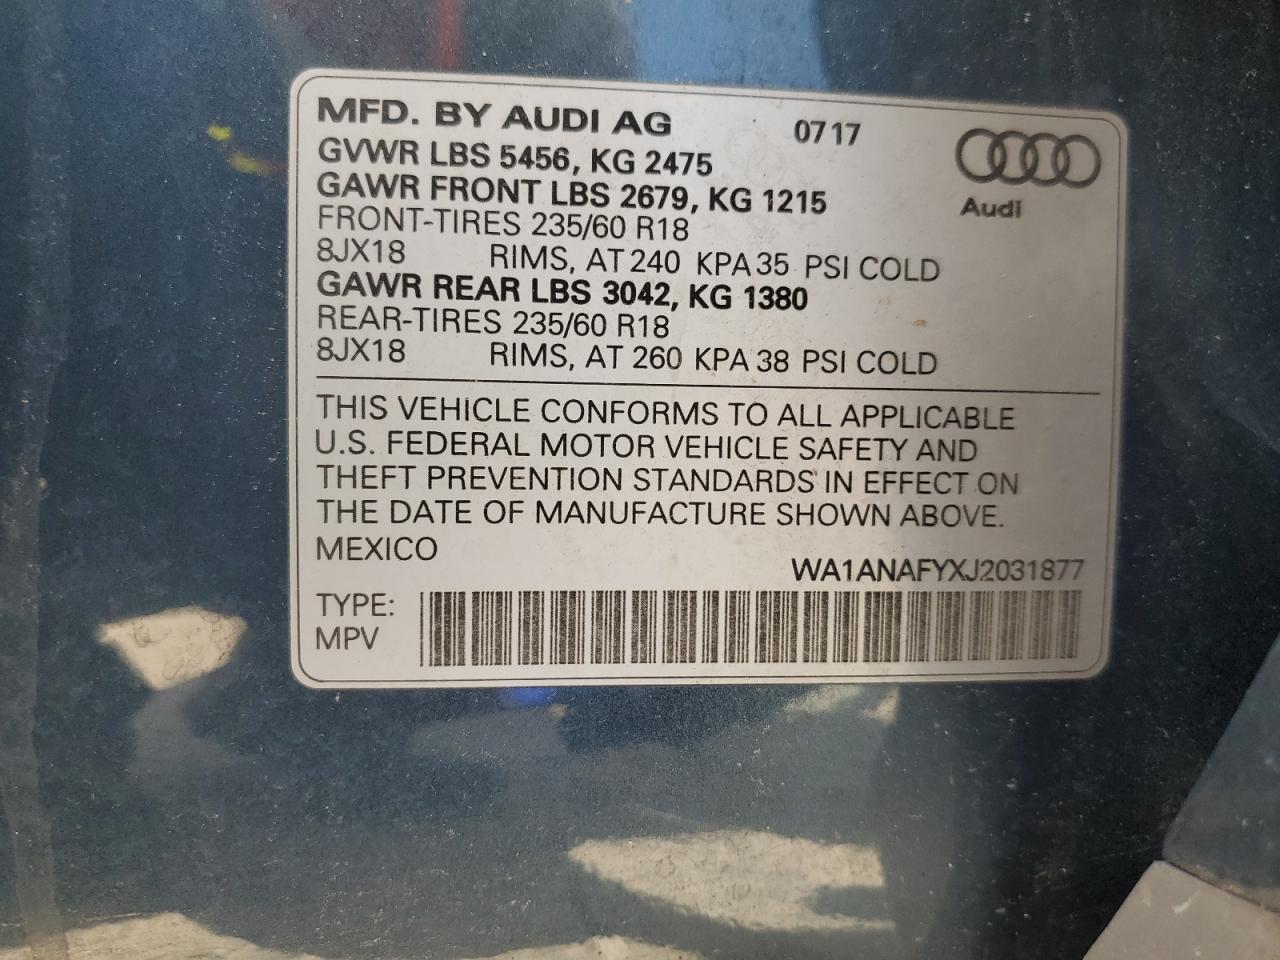 MFD. BY AUDI AG 0717
GVWR LBS 5456, KG 2475
GAWR FRONT LBS 2679, KG 1215
Audi
FRONT-TIRES 235/60 R18
8JX18 RIMS, AT 240 KPA 35 PSI COLD
GAWR REAR LBS 3042, KG 1380
REAR-TIRES 235/60 R18
8JX18 RIMS, AT 260 KPA 38 PSI COLD
THIS VEHICLE CONFORMS TO ALL APPLICABLE
U.S. FEDERAL MOTOR VEHICLE SAFETY AND
THEFT PREVENTION STANDARDS IN EFFECT ON
THE DATE OF MANUFACTURE SHOWN ABOVE.
MEXICO WA1ANAFYXJ2031877
TYPE:
MPV